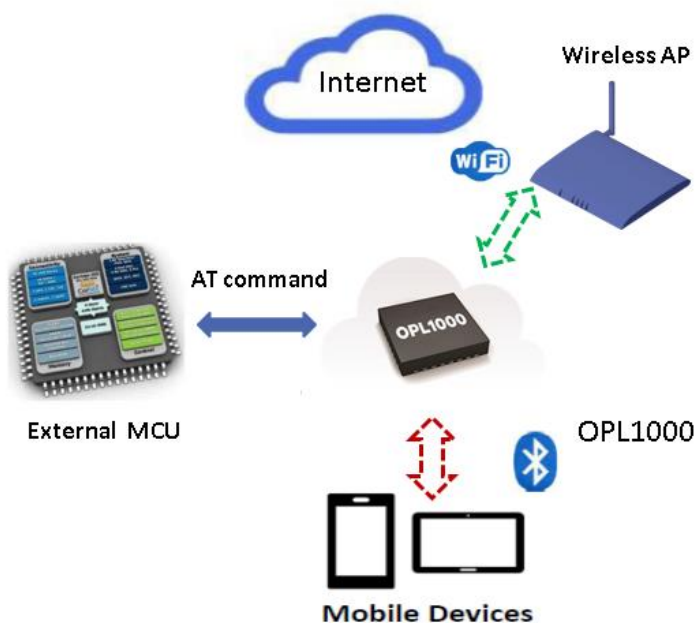 Internet
Wireless AP
Wi Fi
AT command
OPL1000
External MCU
OPL1000
Mobile Devices